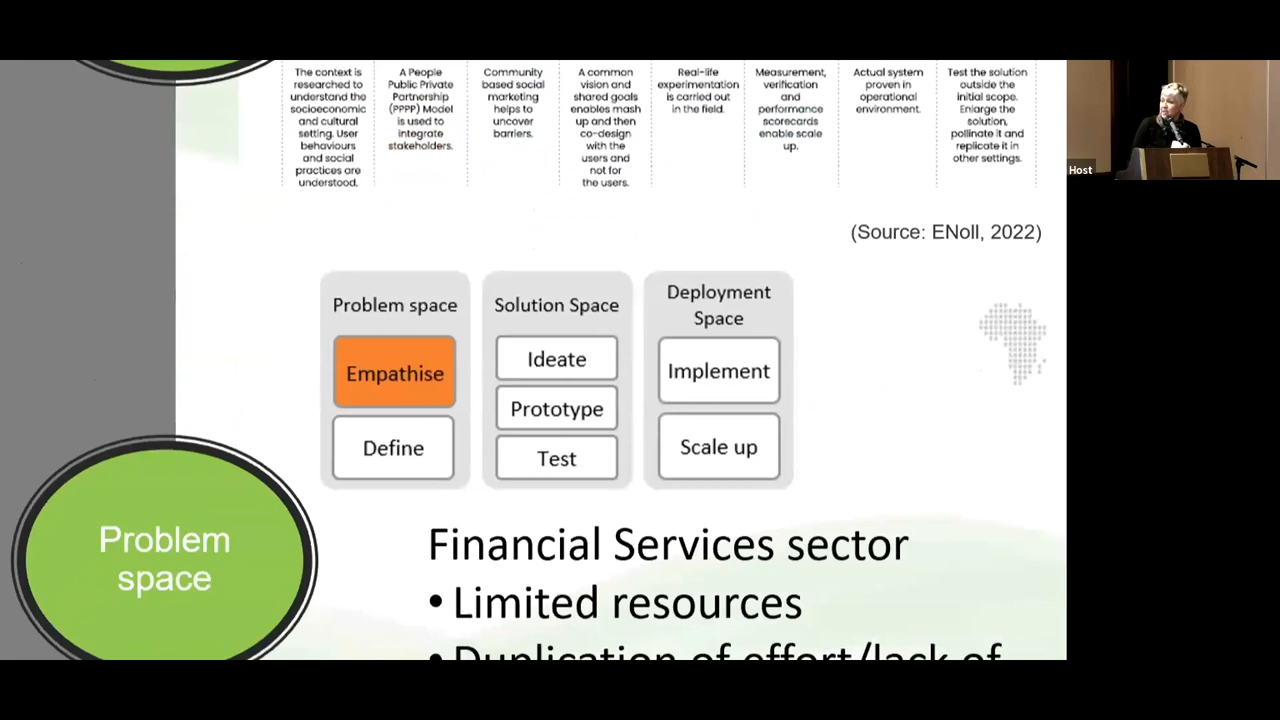 The context is
researched to
understand the
socioeconomic
and cultural
setting. User
behaviours
and social
practices are
understood.
A People
Public Private
Partnership
(PPPP) Model
is used to
integrate
stakeholders.
Community
based social
marketing
helps to
uncover
barriers.
A common
vision and
shared goals
enables mash
up and then
co-design
with the
users and
not for
the users.
Real-life
experimentation
is carried out
in the field.
Measurement,
verification
and
performance
scorecards
enable scale
up.
Actual system
proven in
operational
environment.
Test the solution
outside the
initial scope.
Enlarge the
solution,
pollinate it and
replicate it in
other settings.
Host
(Source: ENoll, 2022)
Problem space
Empathise
Define
Solution Space
Ideate
Prototype
Test
Deployment
Space
Implement
Scale up
Problem
space
Financial Services sector
• Limited resources
• Duplication of effort/lack of